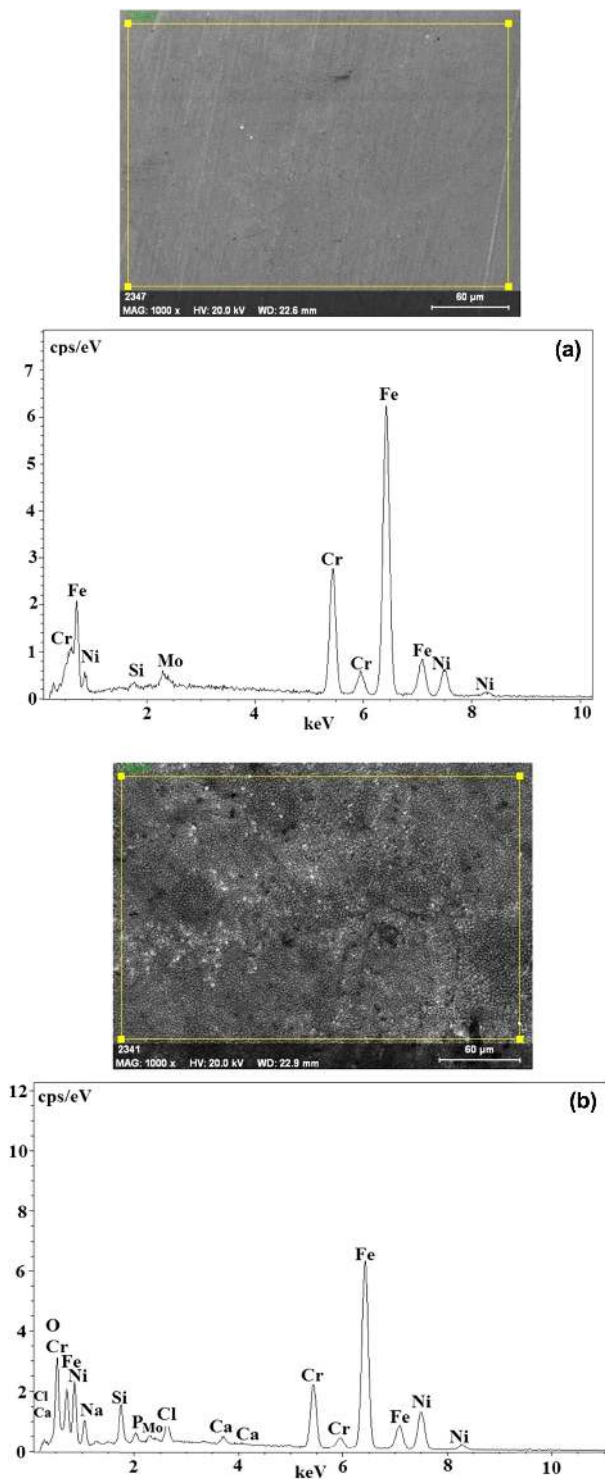 2347
MAG: 1000 x HV: 20.0 kV WD: 22.6 mm
60 µm
cps/eV
(a)
7
6
5
4
3
2
1
0
Fe
Cr
Fe
Cr
Ni
Si
Mo
Cr
Fe
Ni
Ni
2
4
6
8
10
keV
2341
MAG: 1000 x HV: 20.0 kV WD: 22.9 mm
60 µm
cps/eV
(b)
12
10
8
6
4
2
0
Fe
O
Cr
Fe
Ni
Cl
Ca
Na
Si
P
Mo
Cl
Ca
Ca
Cr
Cr
Fe
Ni
Ni
2
4
6
8
10
keV